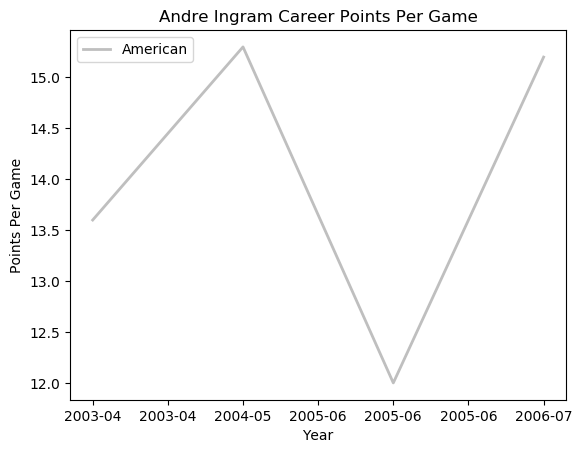 Andre Ingram Career Points Per Game
American
Points Per Game
15.0
14.5
14.0
13.5
13.0
12.5
12.0
2003-04 2003-04 2004-05 2005-06 2005-06 2005-06 2006-07
Year